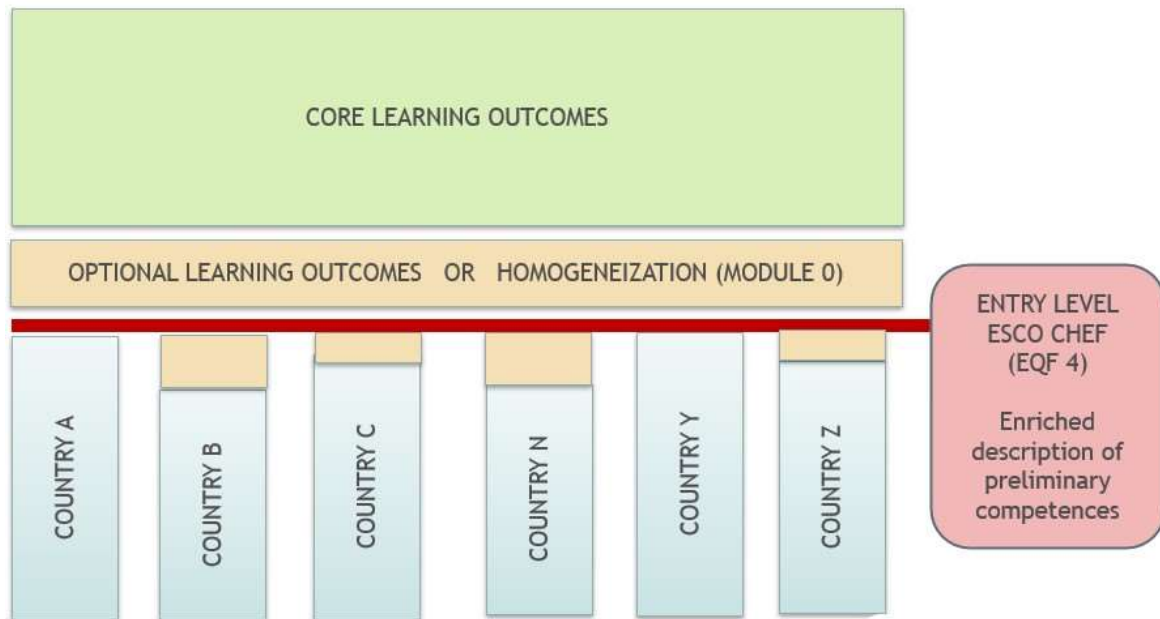 CORE LEARNING OUTCOMES
OPTIONAL LEARNING OUTCOMES OR HOMOGENEIZATION (MODULE 0)
ENTRY LEVEL
ESCO CHEF
(EQF 4)
Enriched
description of
preliminary
competences
COUNTRY A
COUNTRY B
COUNTRY C
COUNTRY N
COUNTRY Y
COUNTRY Z